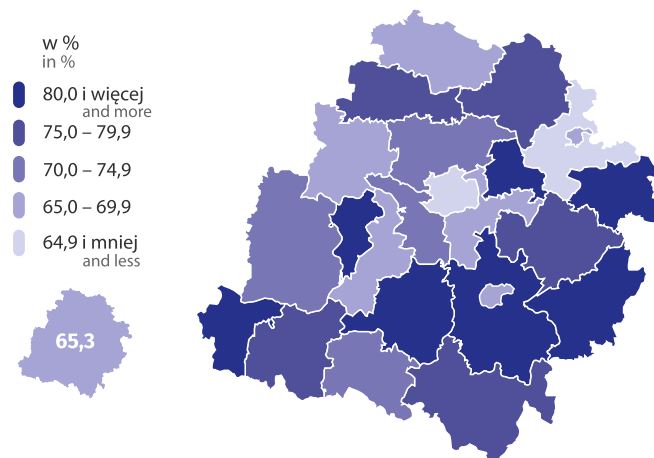 w %
in %
80,0 i więcej
and more
75,0 – 79,9
70,0 – 74,9
65,0 – 69,9
64,9 i mniej
and less
65,3